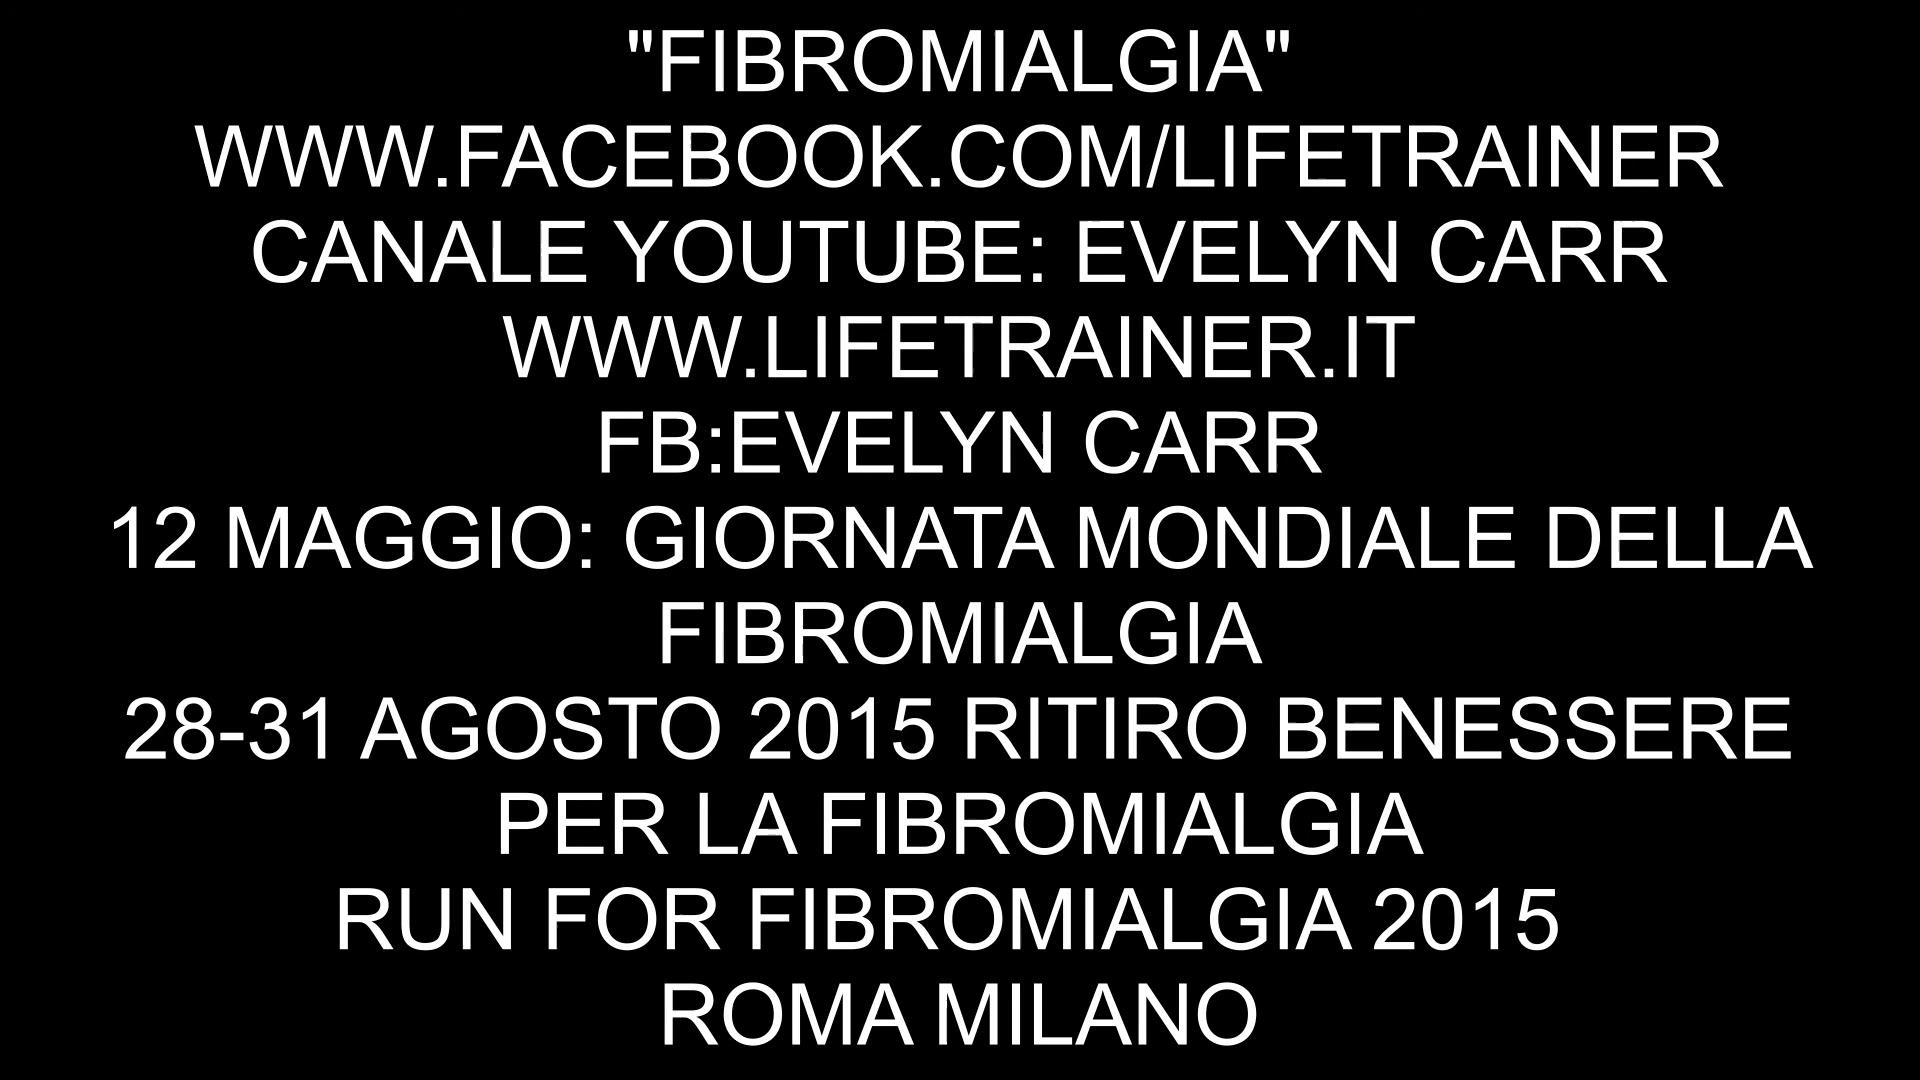 "FIBROMIALGIA"
WWW.FACEBOOK.COM/LIFETRAINER
CANALE YOUTUBE: EVELYN CARR
WWW.LIFETRAINER.IT
FB:EVELYN CARR
12 MAGGIO: GIORNATA MONDIALE DELLA
FIBROMIALGIA
28-31 AGOSTO 2015 RITIRO BENESSERE
PER LA FIBROMIALGIA
RUN FOR FIBROMIALGIA 2015
ROMA MILANO